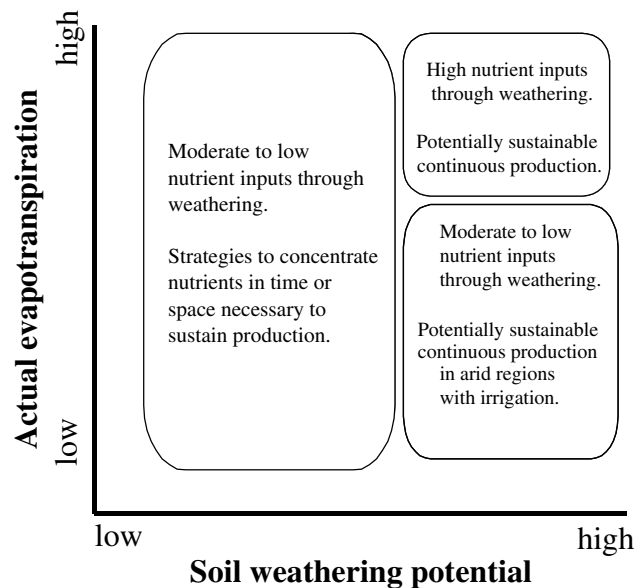 high
Actual evapotranspiration
low
Moderate to low
nutrient inputs through
weathering.
Strategies to concentrate
nutrients in time or
space necessary to
sustain production.
High nutrient inputs
through weathering.
Potentially sustainable
continuous production.
Moderate to low
nutrient inputs
through weathering.
Potentially sustainable
continuous production
in arid regions
with irrigation.
low
high
Soil weathering potential